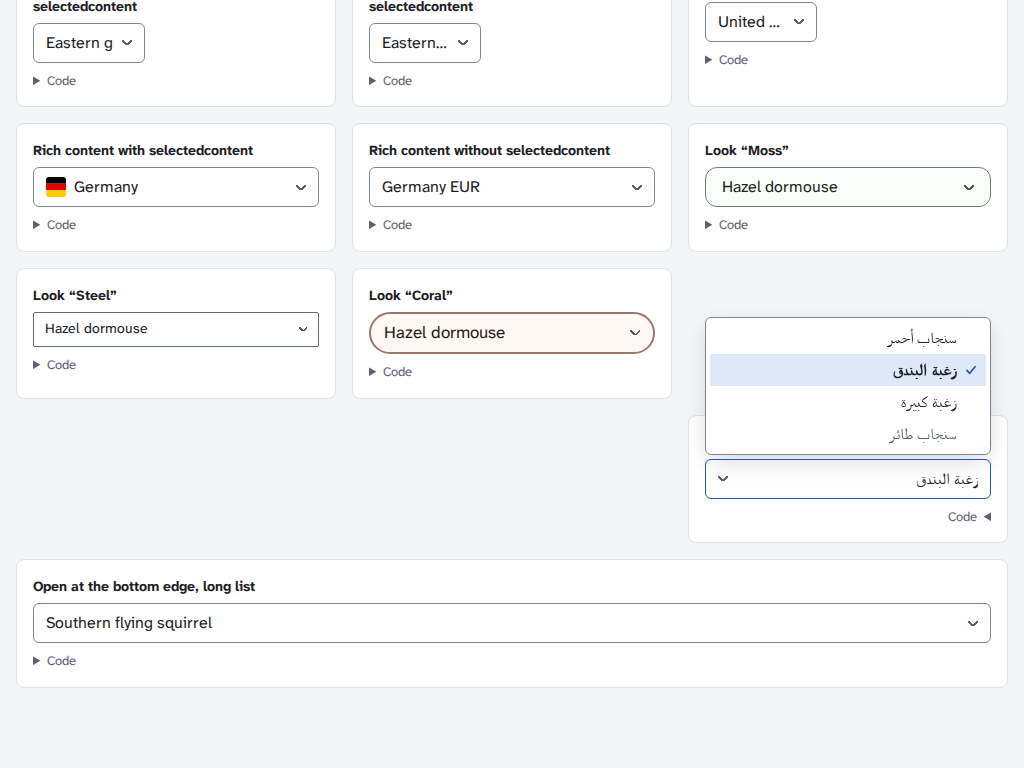 selectedcontent
Eastern g
Code
selectedcontent
Eastern...
Code
United ...
Code
Rich content with selectedcontent
Germany
Code
Rich content without selectedcontent
Germany EUR
Code
Look “Moss”
Hazel dormouse
Code
Look “Steel”
Hazel dormouse
Code
Look “Coral”
Hazel dormouse
Code
سنجاب أحمر
زغبة البندق
زغبة كبيرة
سنجاب طائر
زغبة البندق
Code
Open at the bottom edge, long list
Southern flying squirrel
Code